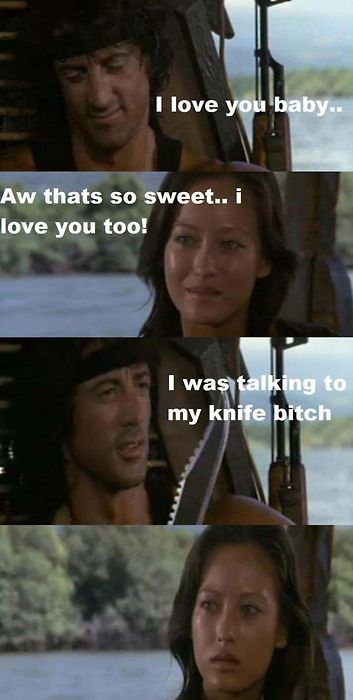 I love you baby..
Aw thats so sweet.. i
love you too!
I was talking to
my knife bitch